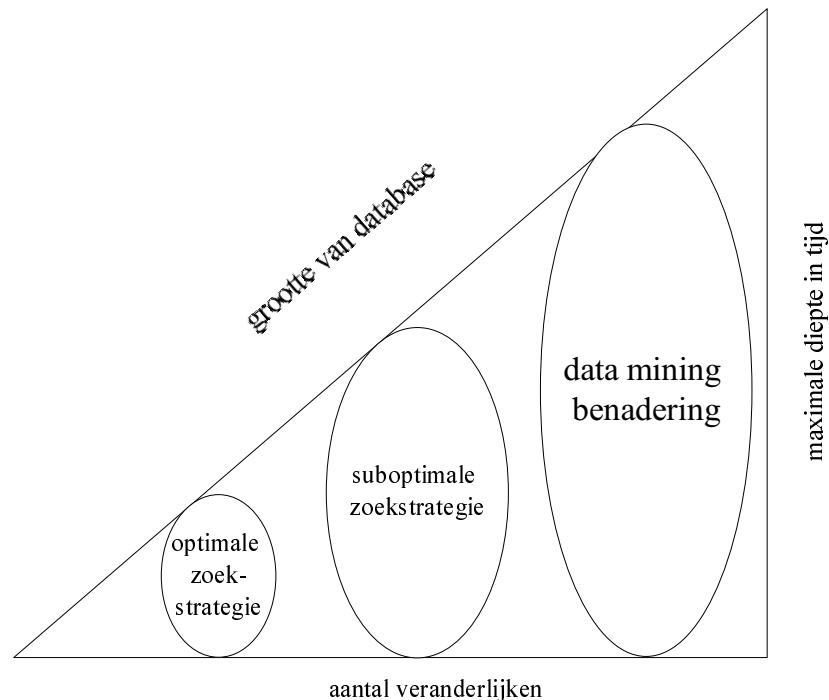 grootte van database
maximale diepte in tijd
data mining
benadering
suboptimale
zoekstrategie
optimale
zoek-
strategie
aantal veranderlijken